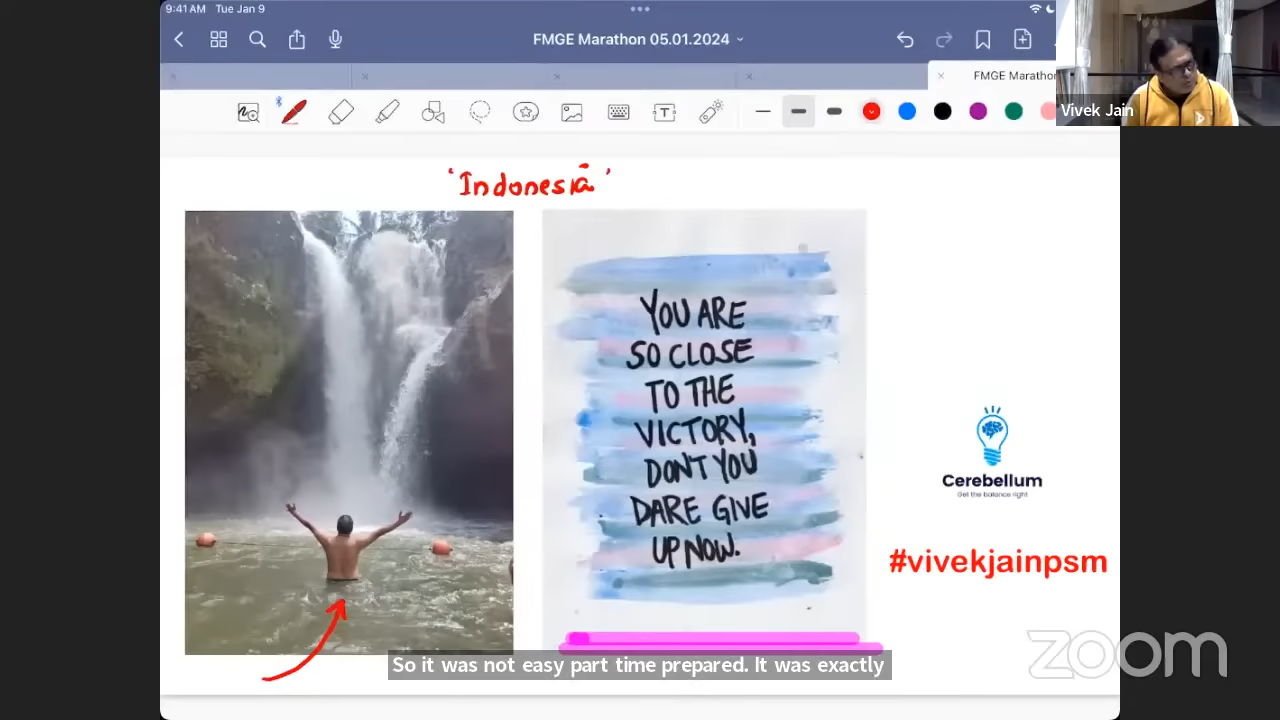 9:41 AM Tue Jan 9
FMGE Marathon 05.01.2024
FMGE Marathon
Vivek Jain
'Indonesia'
YOU ARE
SO CLOSE
TO THE
VICTORY,
DON'T YOU
DARE GIVE
UP NOW.
Cerebellum
Get the balance right
#vivekjainpsm
So it was not easy part time prepared. It was exactly
zoom